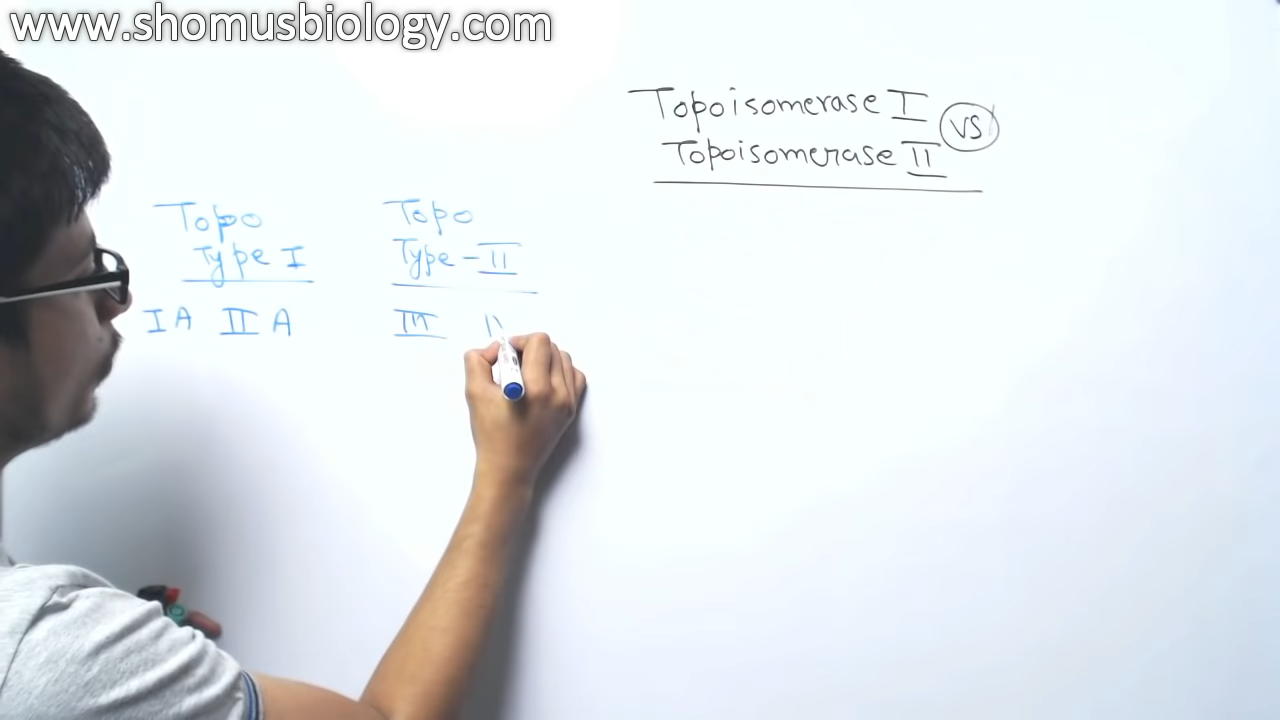 www.shomusbiology.com
Topoisomerase I
VS
Topoisomerase II
Topo
Type I
IA IIA
Topo
Type-II
III